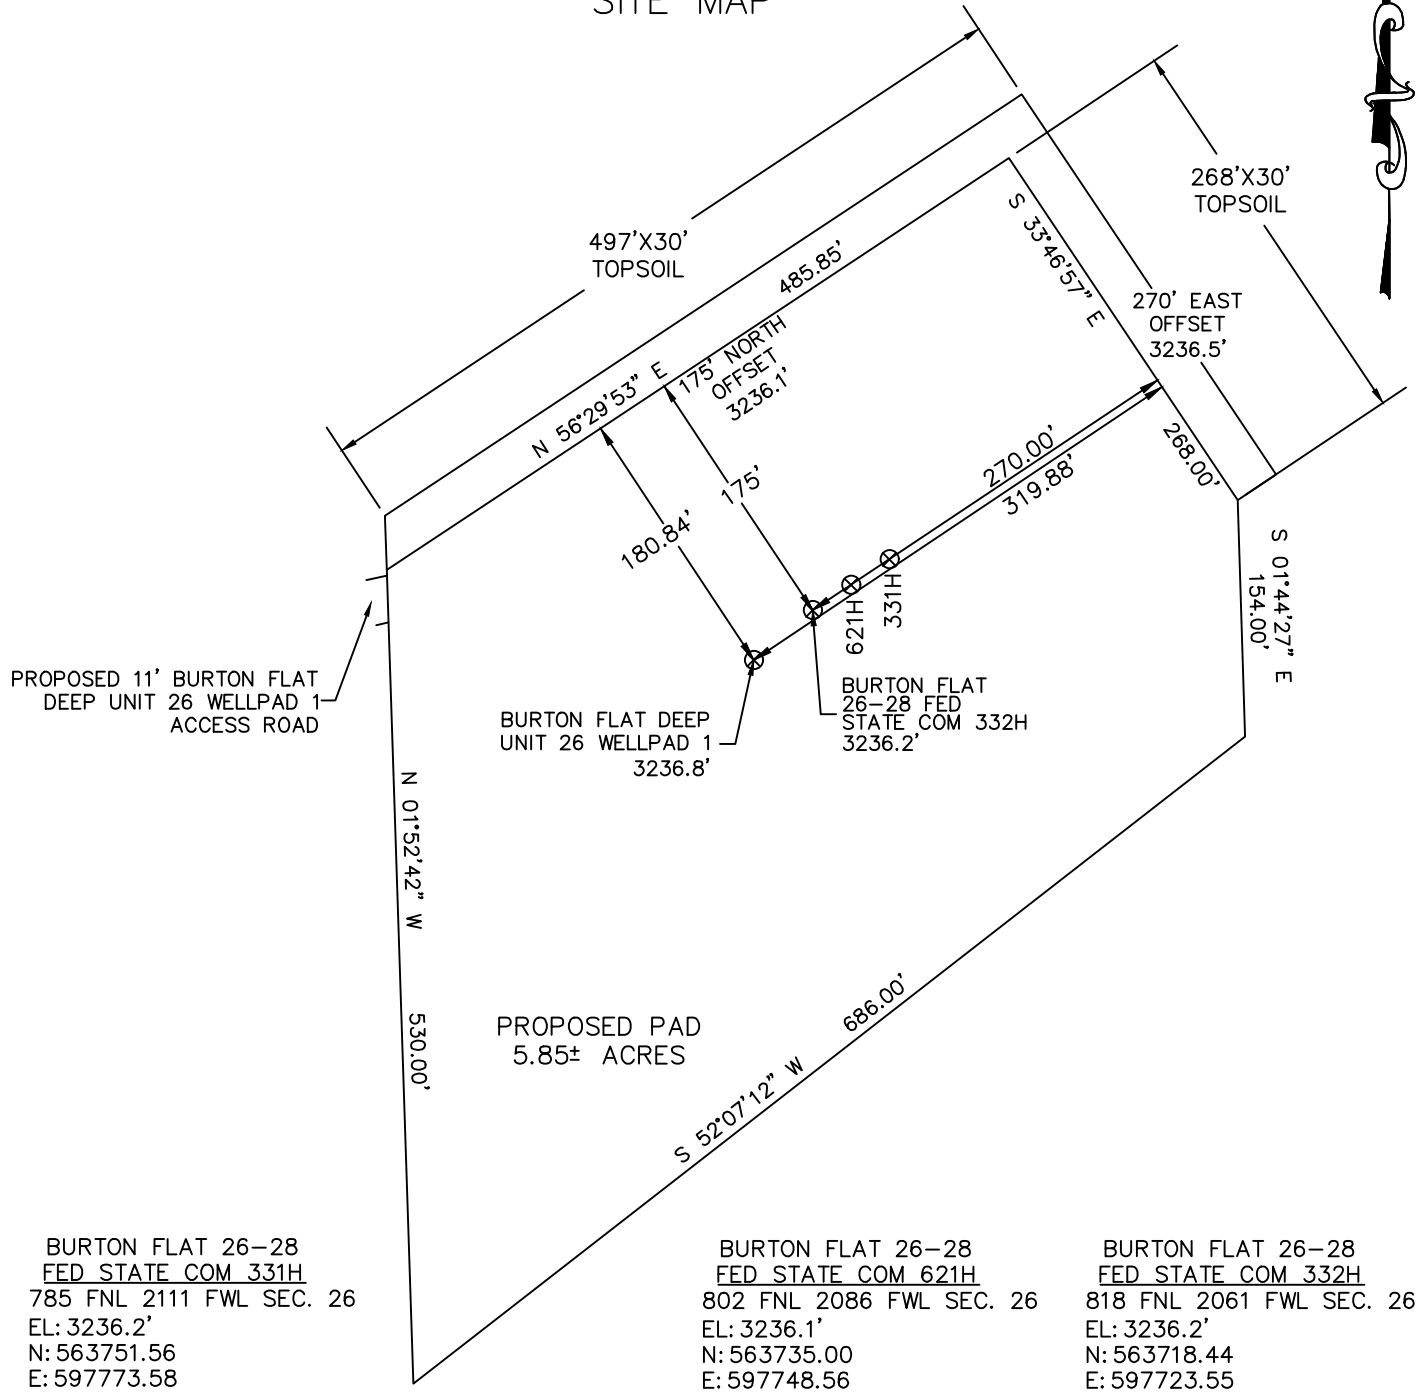 SITE MAP
497'X30'
TOPSOIL
268'X30'
TOPSOIL
485.85'
N 56°29'53" E
S 33°46'57" E
268.00'
175' NORTH
OFFSET
3236.1'
270' EAST
OFFSET
3236.5'
175'
180.84'
270.00'
319.88'
331H
621H
S 01°44'27" E
154.00'
PROPOSED 11' BURTON FLAT
DEEP UNIT 26 WELLPAD 1
ACCESS ROAD
BURTON FLAT DEEP
UNIT 26 WELLPAD 1
3236.8'
BURTON FLAT
26-28 FED
STATE COM 332H
3236.2'
N 01°52'42" W
530.00'
PROPOSED PAD
5.85± ACRES
686.00'
S 52°07'12" W
BURTON FLAT 26-28
FED STATE COM 331H
785 FNL 2111 FWL SEC. 26
EL: 3236.2'
N: 563751.56
E: 597773.58
BURTON FLAT 26-28
FED STATE COM 621H
802 FNL 2086 FWL SEC. 26
EL: 3236.1'
N: 563735.00
E: 597748.56
BURTON FLAT 26-28
FED STATE COM 332H
818 FNL 2061 FWL SEC. 26
EL: 3236.2'
N: 563718.44
E: 597723.55